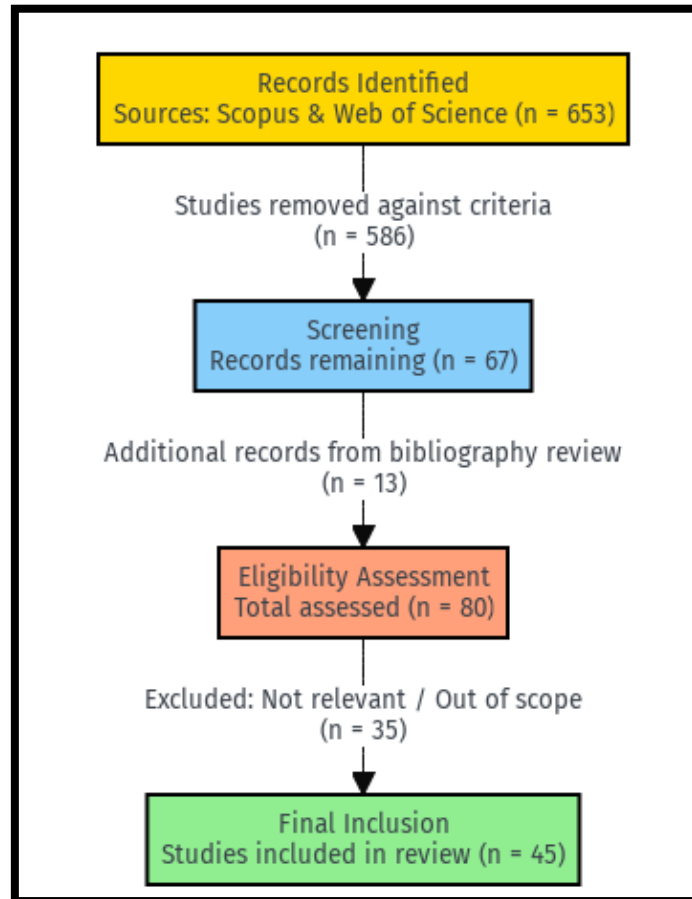 Records Identified
Sources: Scopus & Web of Science (n = 653)
Studies removed against criteria
(n = 586)
Screening
Records remaining (n = 67)
Additional records from bibliography review
(n = 13)
Eligibility Assessment
Total assessed (n = 80)
Excluded: Not relevant / Out of scope
(n = 35)
Final Inclusion
Studies included in review (n = 45)